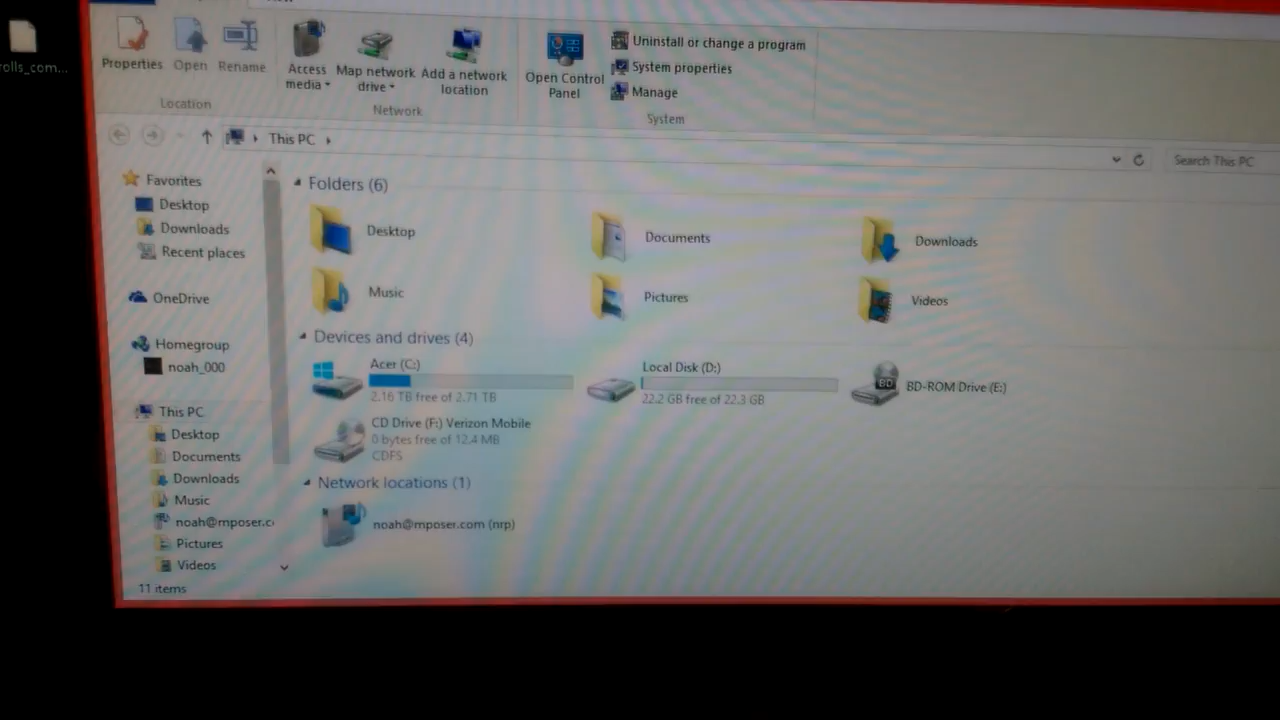 rolls_com...
Properties
Open
Rename
Access media
Map network drive
Add a network location
Open Control Panel
Uninstall or change a program
System properties
Manage
Location
Network
System
This PC
Search This PC
Favorites
Desktop
Downloads
Recent places
OneDrive
Homegroup
noah_000
This PC
Desktop
Documents
Downloads
Music
noah@mposer.c
Pictures
Videos
Folders (6)
Desktop
Documents
Downloads
Music
Pictures
Videos
Devices and drives (4)
Acer (C:)
2.16 TB free of 2.71 TB
Local Disk (D:)
22.2 GB free of 22.3 GB
BD
BD-ROM Drive (E:)
CD Drive (F:) Verizon Mobile
0 bytes free of 12.4 MB
CDFS
Network locations (1)
noah@mposer.com (nrp)
11 items